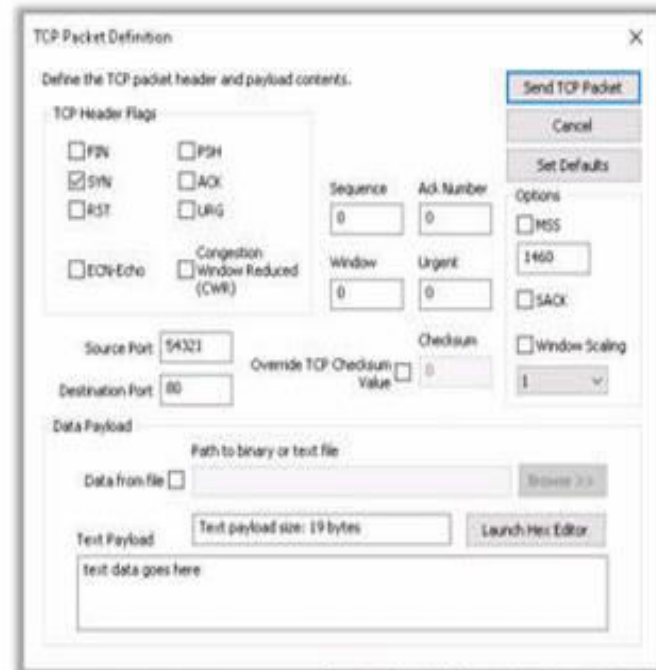 TCP Packet Definition
Define the TCP packet header and payload contents.
Send TCP Packet
Cancel
Set Defaults
TCP Header Flags
FIN
PSH
SYN
ACK
RST
URG
ECN-Echo
Congestion
Window Reduced
(CWR)
Sequence
Ack Number
0
0
Window
Urgent
0
0
Options
MSS
1460
SACK
Window Scaling
1
Source Port
54321
Destination Port
80
Override TCP Checksum
Value
Checksum
0
Data Payload
Path to binary or text file
Data from file
Browse >>
Text Payload
Text payload size: 19 bytes
Launch Hex Editor
text data goes here